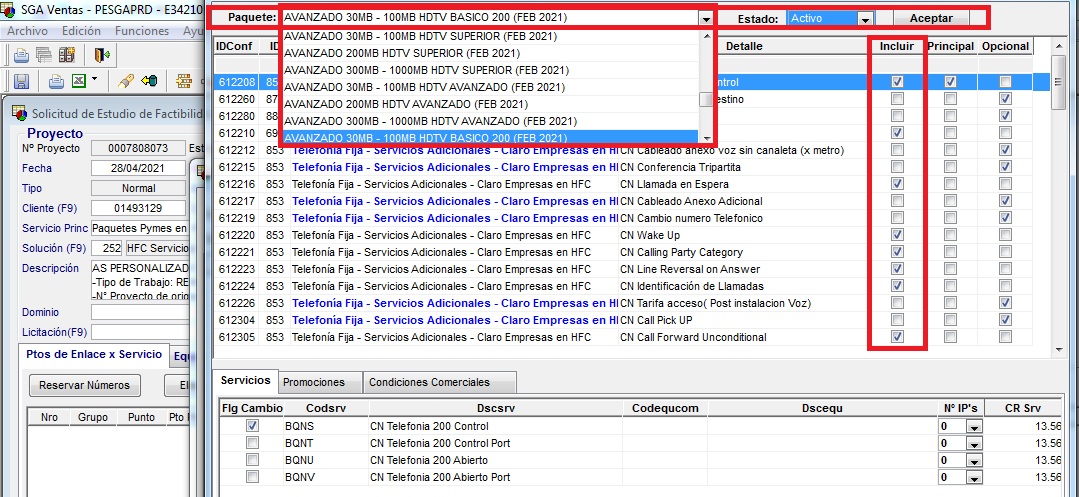 SGA Ventas - PESGAPRD - E34210
Archivo Edición Funciones Ayu
Solicitud de Estudio de Factibilid
Proyecto
Nº Proyecto 0007808073 Est
Fecha 28/04/2021
Tipo Normal
Cliente (F9) 01493129
Servicio Princ Paquetes Pymes en
Solución (F9) 252 HFC Servicio
Descripción AS PERSONALIZAD
-Tipo de Trabajo: RE
-N° Proyecto de orig
Dominio
Licitación(F9)
Ptos de Enlace x Servicio Equ
Reservar Números El
Nro Grupo Punto Pto
Paquete: AVANZADO 30MB - 100MB HDTV BASICO 200 (FEB 2021) Estado: Activo Aceptar
AVANZADO 30MB - 100MB HDTV SUPERIOR (FEB 2021)
AVANZADO 200MB HDTV SUPERIOR (FEB 2021)
AVANZADO 300MB - 1000MB HDTV SUPERIOR (FEB 2021)
AVANZADO 30MB - 100MB HDTV AVANZADO (FEB 2021)
AVANZADO 200MB HDTV AVANZADO (FEB 2021)
AVANZADO 300MB - 1000MB HDTV AVANZADO (FEB 2021)
AVANZADO 30MB - 100MB HDTV BASICO 200 (FEB 2021)
IDConf ID Detalle Incluir Principal Opcional
612208 85 ontrol
612260 87 estino
612280 88
612210 69
612212 853 Telefonía Fija - Servicios Adicionales - Claro Empresas en H CN Cableado anexo voz sin canaleta (x metro)
612215 853 Telefonía Fija - Servicios Adicionales - Claro Empresas en H CN Conferencia Tripartita
612216 853 Telefonía Fija - Servicios Adicionales - Claro Empresas en HFC CN Llamada en Espera
612217 853 Telefonía Fija - Servicios Adicionales - Claro Empresas en H CN Cableado Anexo Adicional
612219 853 Telefonía Fija - Servicios Adicionales - Claro Empresas en H CN Cambio numero Telefonico
612220 853 Telefonía Fija - Servicios Adicionales - Claro Empresas en HFC CN Wake Up
612221 853 Telefonía Fija - Servicios Adicionales - Claro Empresas en HFC CN Calling Party Category
612223 853 Telefonía Fija - Servicios Adicionales - Claro Empresas en HFC CN Line Reversal on Answer
612224 853 Telefonía Fija - Servicios Adicionales - Claro Empresas en HFC CN Identificación de Llamadas
612226 853 Telefonía Fija - Servicios Adicionales - Claro Empresas en H CN Tarifa acceso( Post instalacion Voz)
612304 853 Telefonía Fija - Servicios Adicionales - Claro Empresas en H CN Call Pick UP
612305 853 Telefonía Fija - Servicios Adicionales - Claro Empresas en HFC CN Call Forward Unconditional
Servicios Promociones Condiciones Comerciales
Flg Cambio Codsrv Dscsrv Codequcom Dscequ Nº IP's CR Srv
BQNS CN Telefonia 200 Control 0 13.56
BQNT CN Telefonia 200 Control Port 0 13.56
BQNU CN Telefonia 200 Abierto 0 13.56
BQNV CN Telefonia 200 Abierto Port 0 13.56